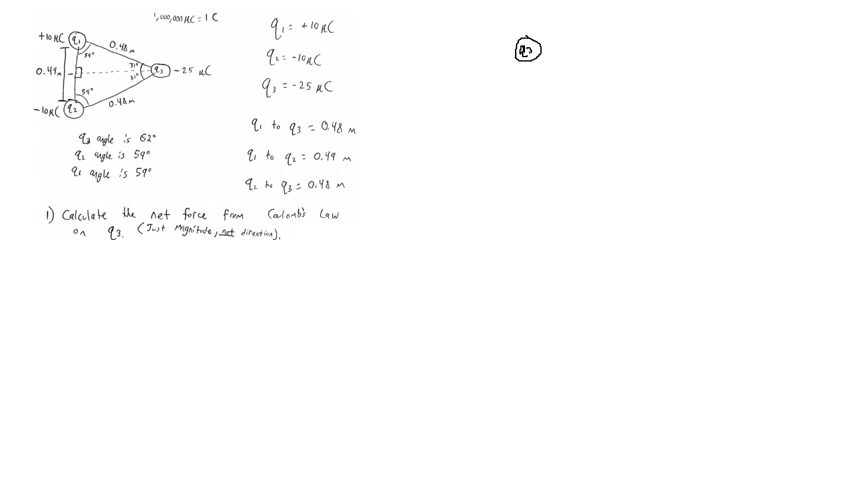 1,000,000 μC = 1 C
+10 μC
q1
0.48 m
59°
31°
0.49 m
q3
-25 μC
31°
59°
-10 μC
q2
0.48 m
q3 angle is 62°
q2 angle is 59°
q1 angle is 59°
q1 = +10 μC
q2 = -10 μC
q3 = -25 μC
q1 to q3 = 0.48 m
q1 to q2 = 0.49 m
q2 to q3 = 0.48 m
1) Calculate the net force from Coulomb's Law
on q3. (Just Magnitude, not direction).
q3